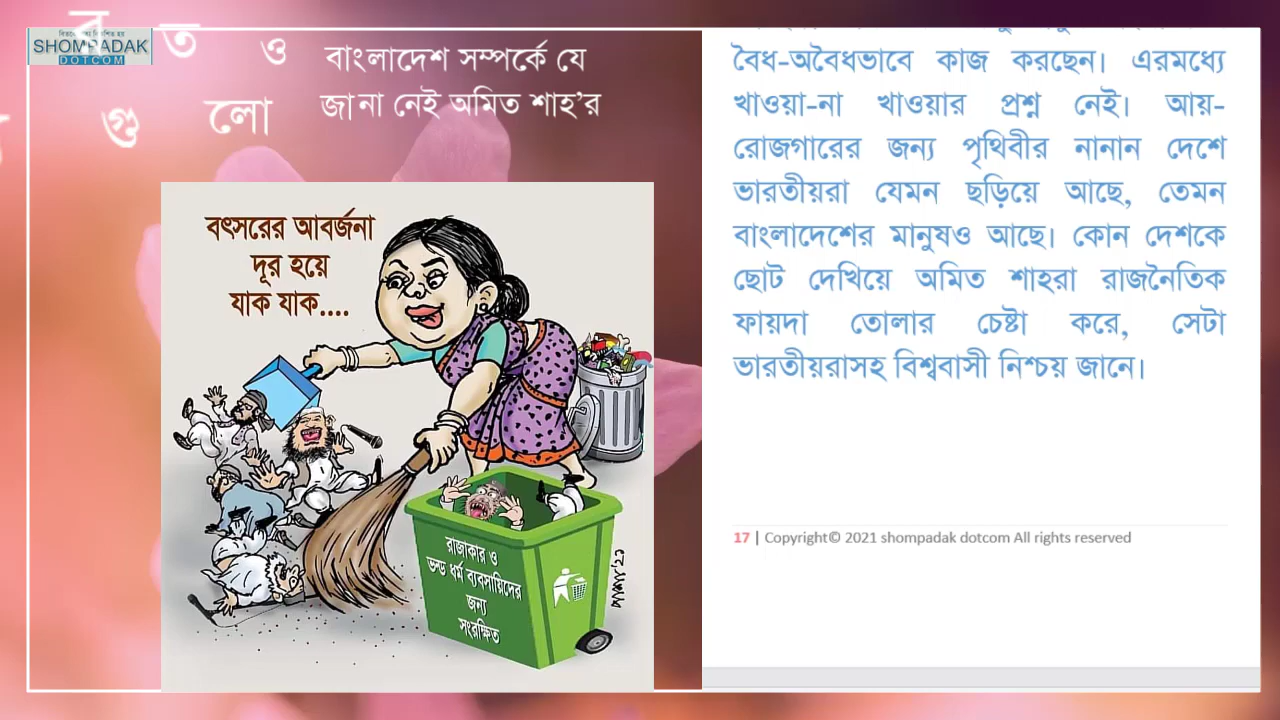 SHOMPADAK
DOTCOM
ব ত ও
গু লো
বাংলাদেশ সম্পর্কে যে
জানা নেই অমিত শাহ’র
বৎসরের আবর্জনা
দূর হয়ে
যাক যাক....
রাজাকার ও
ভন্ড ধর্ম ব্যবসায়িদের
জন্য
সংরক্ষিত
বৈধ-অবৈধভাবে কাজ করছেন। এরমধ্যে
খাওয়া-না খাওয়ার প্রশ্ন নেই। আয়-
রোজগারের জন্য পৃথিবীর নানান দেশে
ভারতীয়রা যেমন ছড়িয়ে আছে, তেমন
বাংলাদেশের মানুষও আছে। কোন দেশকে
ছোট দেখিয়ে অমিত শাহরা রাজনৈতিক
ফায়দা তোলার চেষ্টা করে, সেটা
ভারতীয়রাসহ বিশ্ববাসী নিশ্চয় জানে।
17 | Copyright© 2021 shompadak dotcom All rights reserved